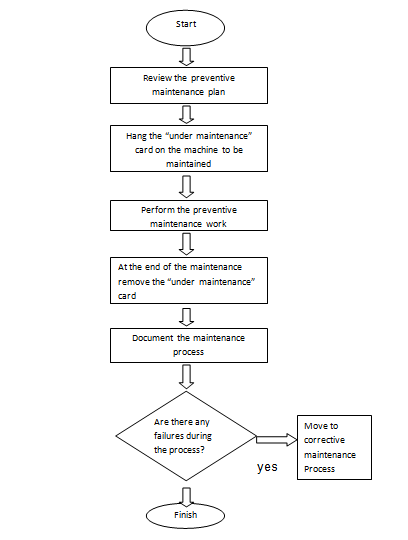 Start
Review the preventive
maintenance plan
Hang the “under maintenance”
card on the machine to be
maintained
Perform the preventive
maintenance work
At the end of the maintenance
remove the “under maintenance”
card
Document the maintenance
process
Are there any
failures during
the process?
yes
Move to
corrective
maintenance
Process
Finish